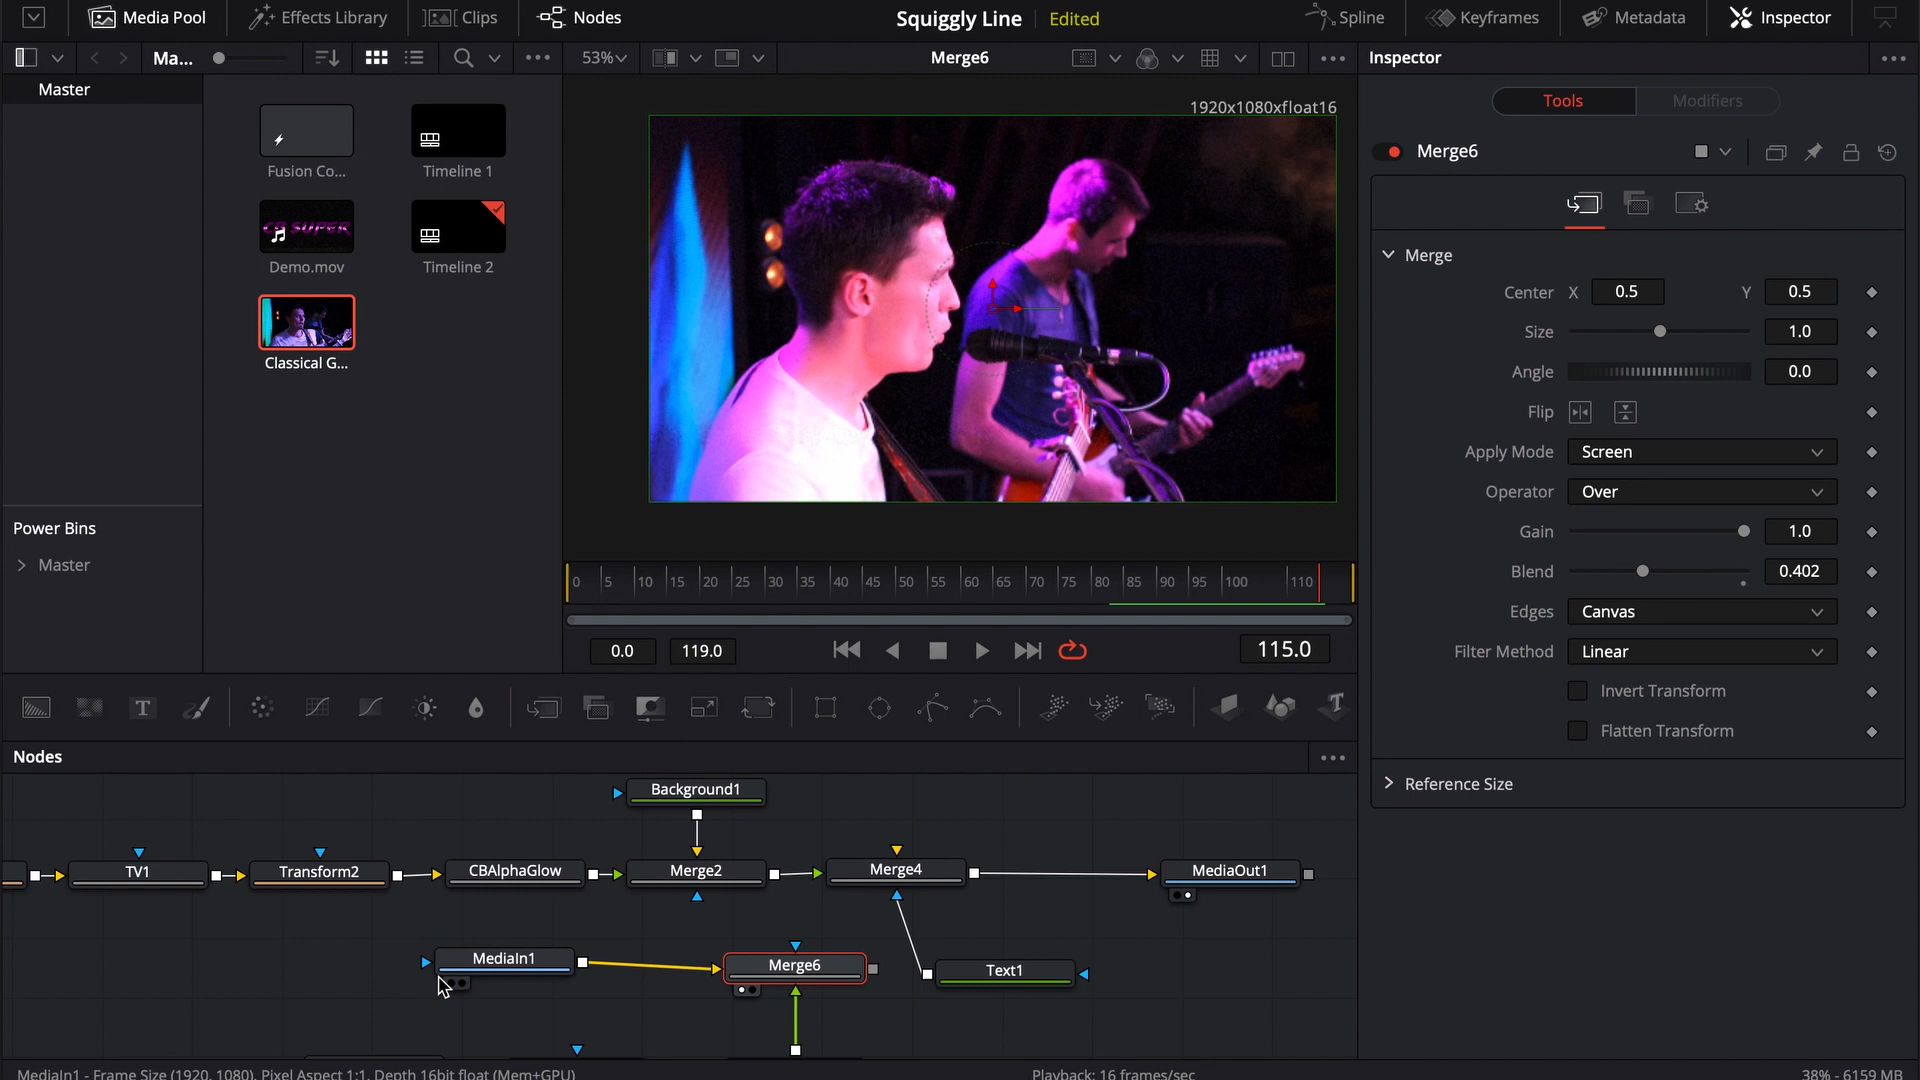 Media Pool
Effects Library
Clips
Nodes
Squiggly Line
Edited
Spline
Keyframes
Metadata
Inspector
Ma...
53%
Merge6
Inspector
Master
1920x1080xfloat16
Tools
Modifiers
Merge6
Fusion Co...
Timeline 1
Demo.mov
Timeline 2
Classical G...
Merge
Center X 0.5 Y 0.5
Size 1.0
Angle 0.0
Flip
Apply Mode Screen
Operator Over
Gain 1.0
Blend 0.402
Edges Canvas
Filter Method Linear
Invert Transform
Flatten Transform
Reference Size
Power Bins
Master
0 5 10 15 20 25 30 35 40 45 50 55 60 65 70 75 80 85 90 95 100 110
0.0 119.0 115.0
T
T
Nodes
Background1
TV1
Transform2
CBAlphaGlow
Merge2
Merge4
MediaOut1
MediaIn1
Merge6
Text1
MediaIn1 - Frame Size (1920, 1080), Pixel Aspect 1:1, Depth 16bit float (Mem+GPU)
Playback: 16 frames/sec
38% - 6159 MB